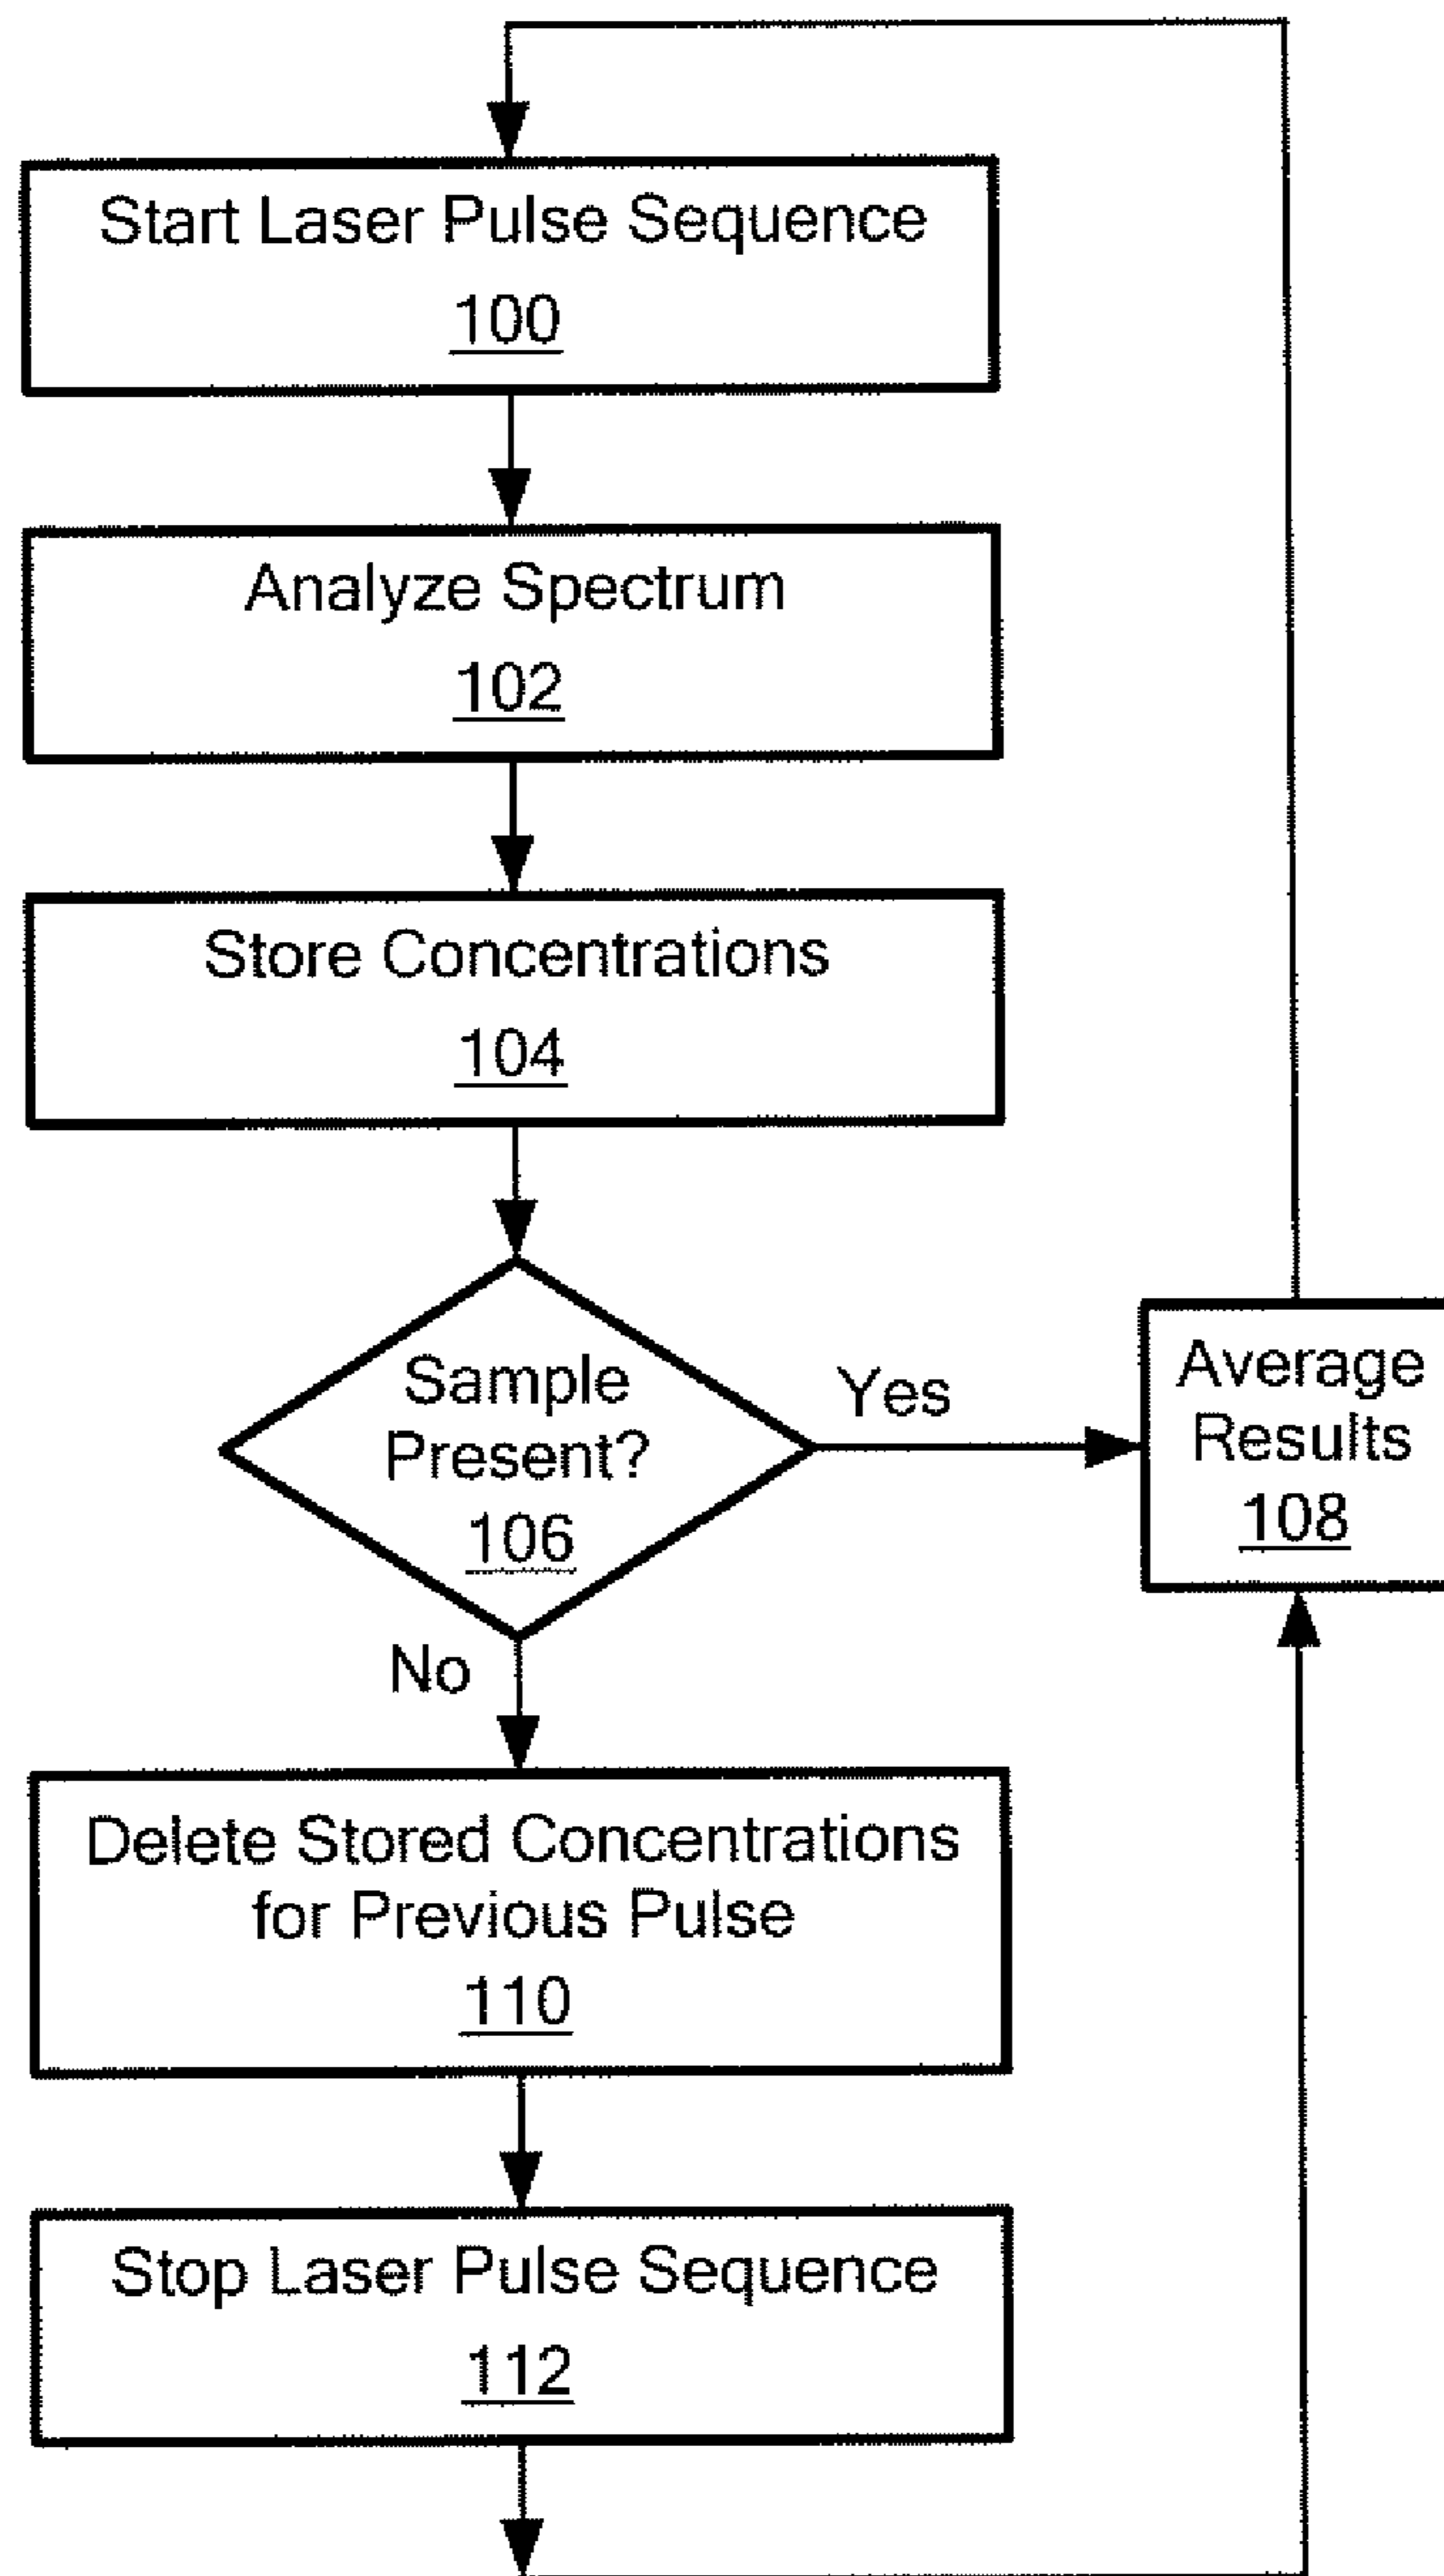 Start Laser Pulse Sequence
100
Analyze Spectrum
102
Store Concentrations
104
Sample
Present?
106
Yes
Average
Results
108
No
Delete Stored Concentrations
for Previous Pulse
110
Stop Laser Pulse Sequence
112